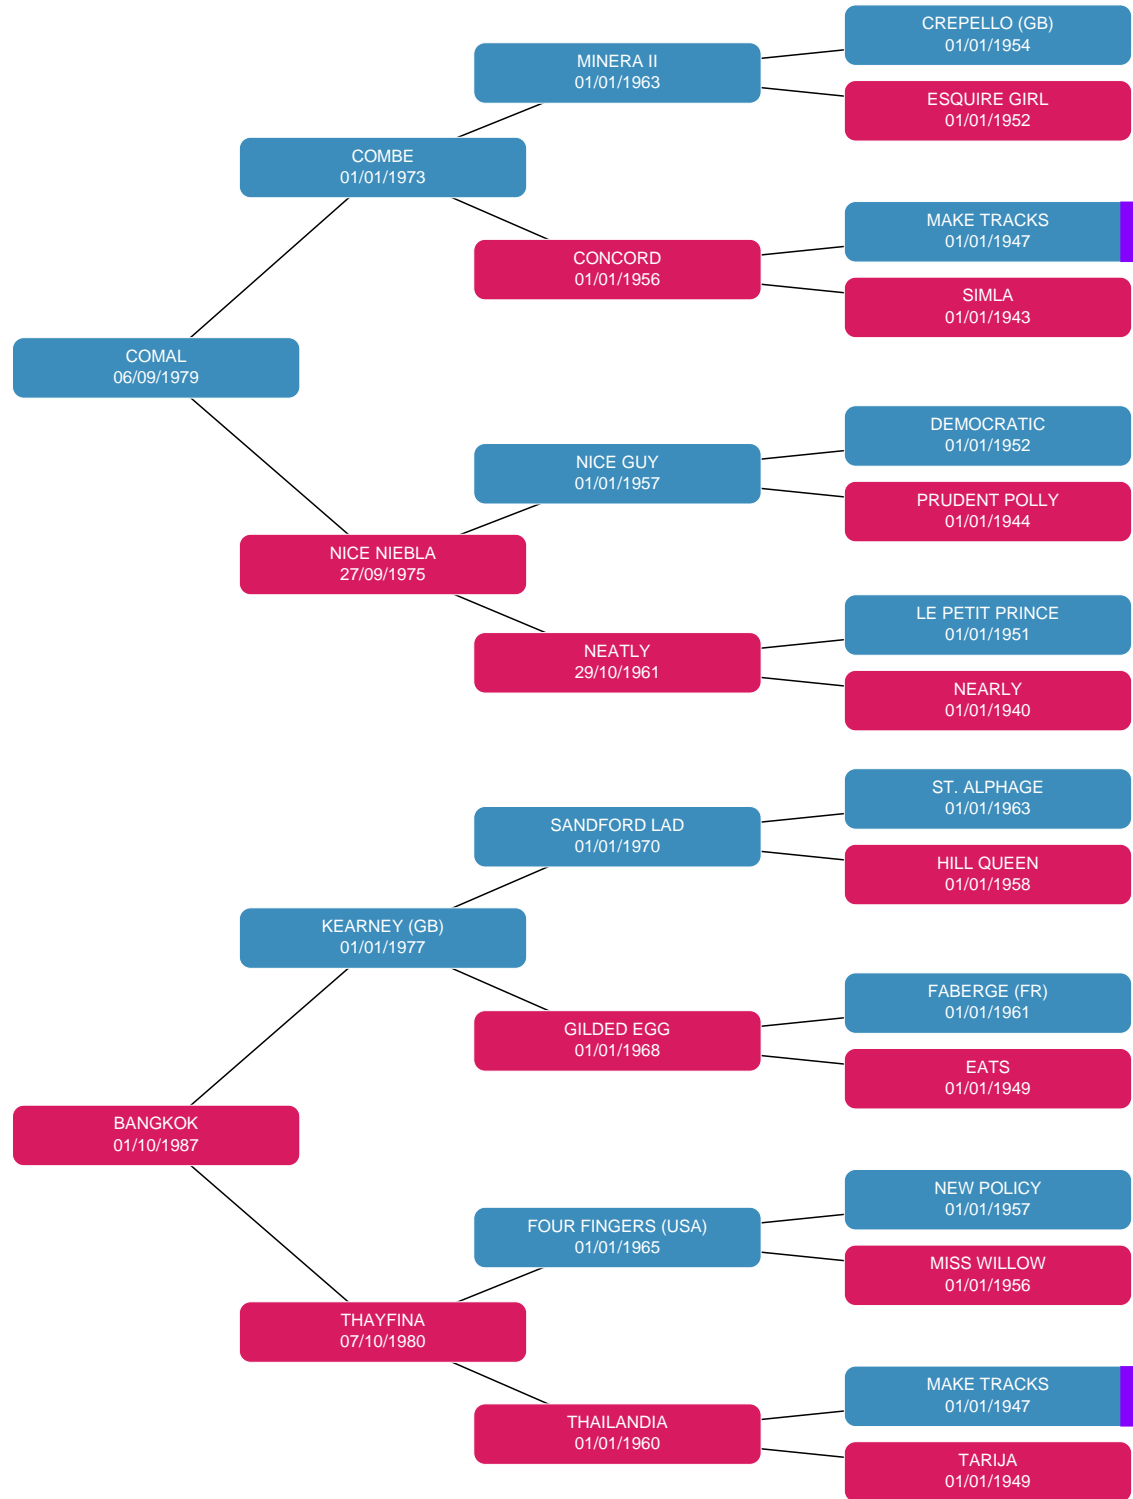 CREPELLO (GB)
01/01/1954
MINERA II
01/01/1963
ESQUIRE GIRL
01/01/1952
COMBE
01/01/1973
MAKE TRACKS
01/01/1947
CONCORD
01/01/1956
SIMLA
01/01/1943
COMAL
06/09/1979
DEMOCRATIC
01/01/1952
NICE GUY
01/01/1957
PRUDENT POLLY
01/01/1944
NICE NIEBLA
27/09/1975
LE PETIT PRINCE
01/01/1951
NEATLY
29/10/1961
NEARLY
01/01/1940
ST. ALPHAGE
01/01/1963
SANDFORD LAD
01/01/1970
HILL QUEEN
01/01/1958
KEARNEY (GB)
01/01/1977
FABERGE (FR)
01/01/1961
GILDED EGG
01/01/1968
EATS
01/01/1949
BANGKOK
01/10/1987
NEW POLICY
01/01/1957
FOUR FINGERS (USA)
01/01/1965
MISS WILLOW
01/01/1956
THAYFINA
07/10/1980
MAKE TRACKS
01/01/1947
THAILANDIA
01/01/1960
TARIJA
01/01/1949